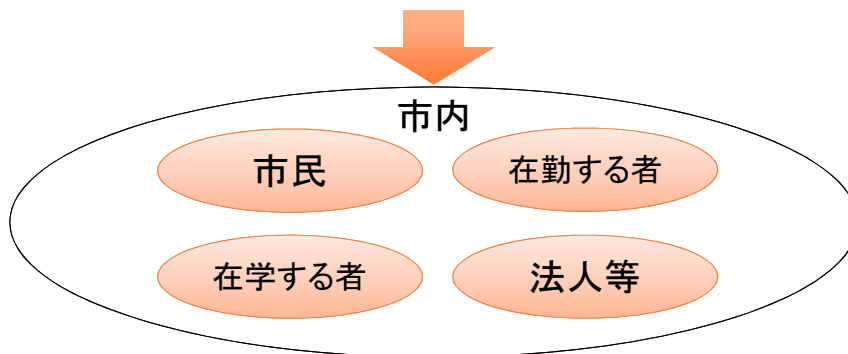 市内
市民
在勤する者
在学する者
法人等